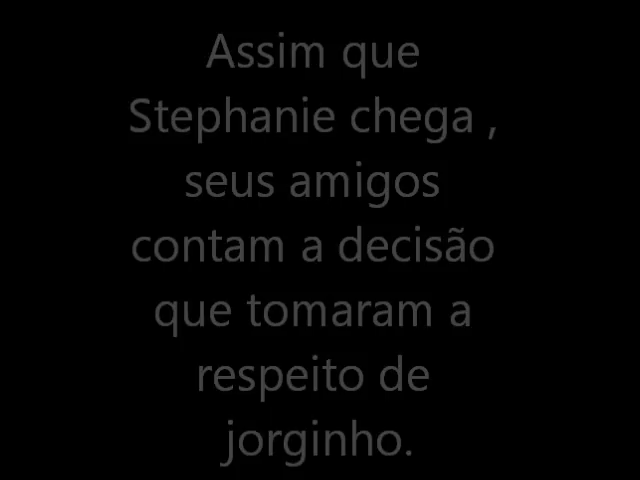 Assim que
Stephanie chega ,
seus amigos
contam a decisão
que tomaram a
respeito de
jorginho.